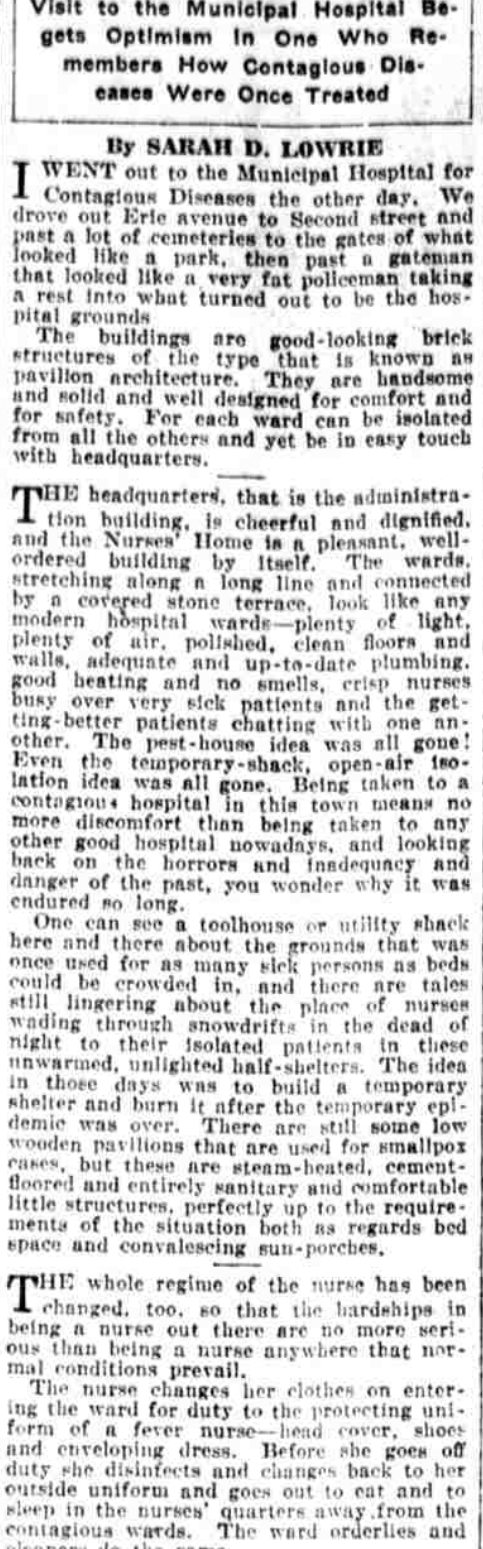 Visit to the Municipal Hospital Be-
gets Optimism in One Who Re-
members How Contagious Dis-
eases Were Once Treated
By SARAH D. LOWRIE
I WENT out to the Municipal Hospital for
Contagious Diseases the other day. We
drove out Erie avenue to Second street and
past a lot of cemeteries to the gates of what
looked like a park, then past a gateman
that looked like a very fat policeman taking
a rest into what turned out to be the hos-
pital grounds
The buildings are good-looking brick
structures of the type that is known as
pavilion architecture. They are handsome
and solid and well designed for comfort and
for safety. For each ward can be isolated
from all the others and yet be in easy touch
with headquarters.
THE headquarters, that is the administra-
tion building, is cheerful and dignified,
and the Nurses' Home is a pleasant, well-
ordered building by itself. The wards,
stretching along a long line and connected
by a covered stone terrace, look like any
modern hospital wards—plenty of light,
plenty of air, polished, clean floors and
walls, adequate and up-to-date plumbing,
good heating and no smells, crisp nurses
busy over very sick patients and the get-
ting-better patients chatting with one an-
other. The pest-house idea was all gone!
Even the temporary-shack, open-air iso-
lation idea was all gone. Being taken to a
contagious hospital in this town means no
more discomfort than being taken to any
other good hospital nowadays, and looking
back on the horrors and inadequacy and
danger of the past, you wonder why it was
endured so long.
One can see a toolhouse or utility shack
here and there about the grounds that was
once used for as many sick persons as beds
could be crowded in, and there are tales
still lingering about the place of nurses
wading through snowdrifts in the dead of
night to their isolated patients in these
unwarmed, unlighted half-shelters. The idea
in those days was to build a temporary
shelter and burn it after the temporary epi-
demic was over. There are still some low
wooden pavilions that are used for smallpox
cases, but these are steam-heated, cement-
floored and entirely sanitary and comfortable
little structures, perfectly up to the require-
ments of the situation both as regards bed
space and convalescing sun-porches.
THE whole regime of the nurse has been
changed, too, so that the hardships in
being a nurse out there are no more seri-
ous than being a nurse anywhere that nor-
mal conditions prevail.
The nurse changes her clothes on enter-
ing the ward for duty to the protecting uni-
form of a fever nurse—head cover, shoes
and enveloping dress. Before she goes off
duty she disinfects and changes back to her
outside uniform and goes out to eat and to
sleep in the nurses' quarters away from the
contagious wards. The ward orderlies and